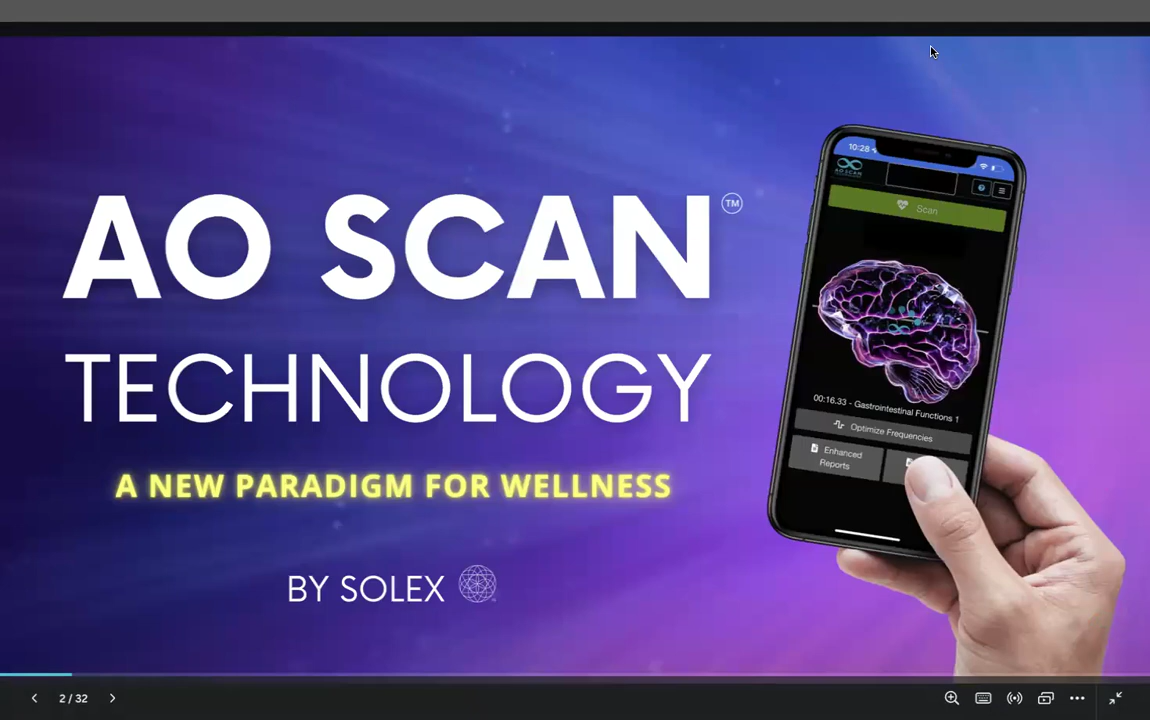 AO SCAN
TM
TECHNOLOGY
A NEW PARADIGM FOR WELLNESS
BY SOLEX
10:28
AO SCAN
Scan
00:16.33 - Gastrointestinal Functions 1
Optimize Frequencies
Enhanced
Reports
2 / 32